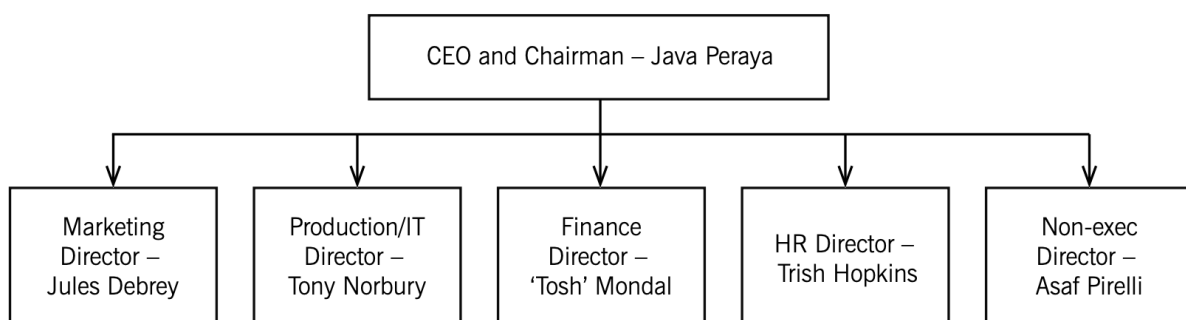 CEO and Chairman – Java Peraya
Marketing
Director –
Jules Debrey
Production/IT
Director –
Tony Norbury
Finance
Director –
‘Tosh’ Mondal
HR Director –
Trish Hopkins
Non-exec
Director –
Asaf Pirelli